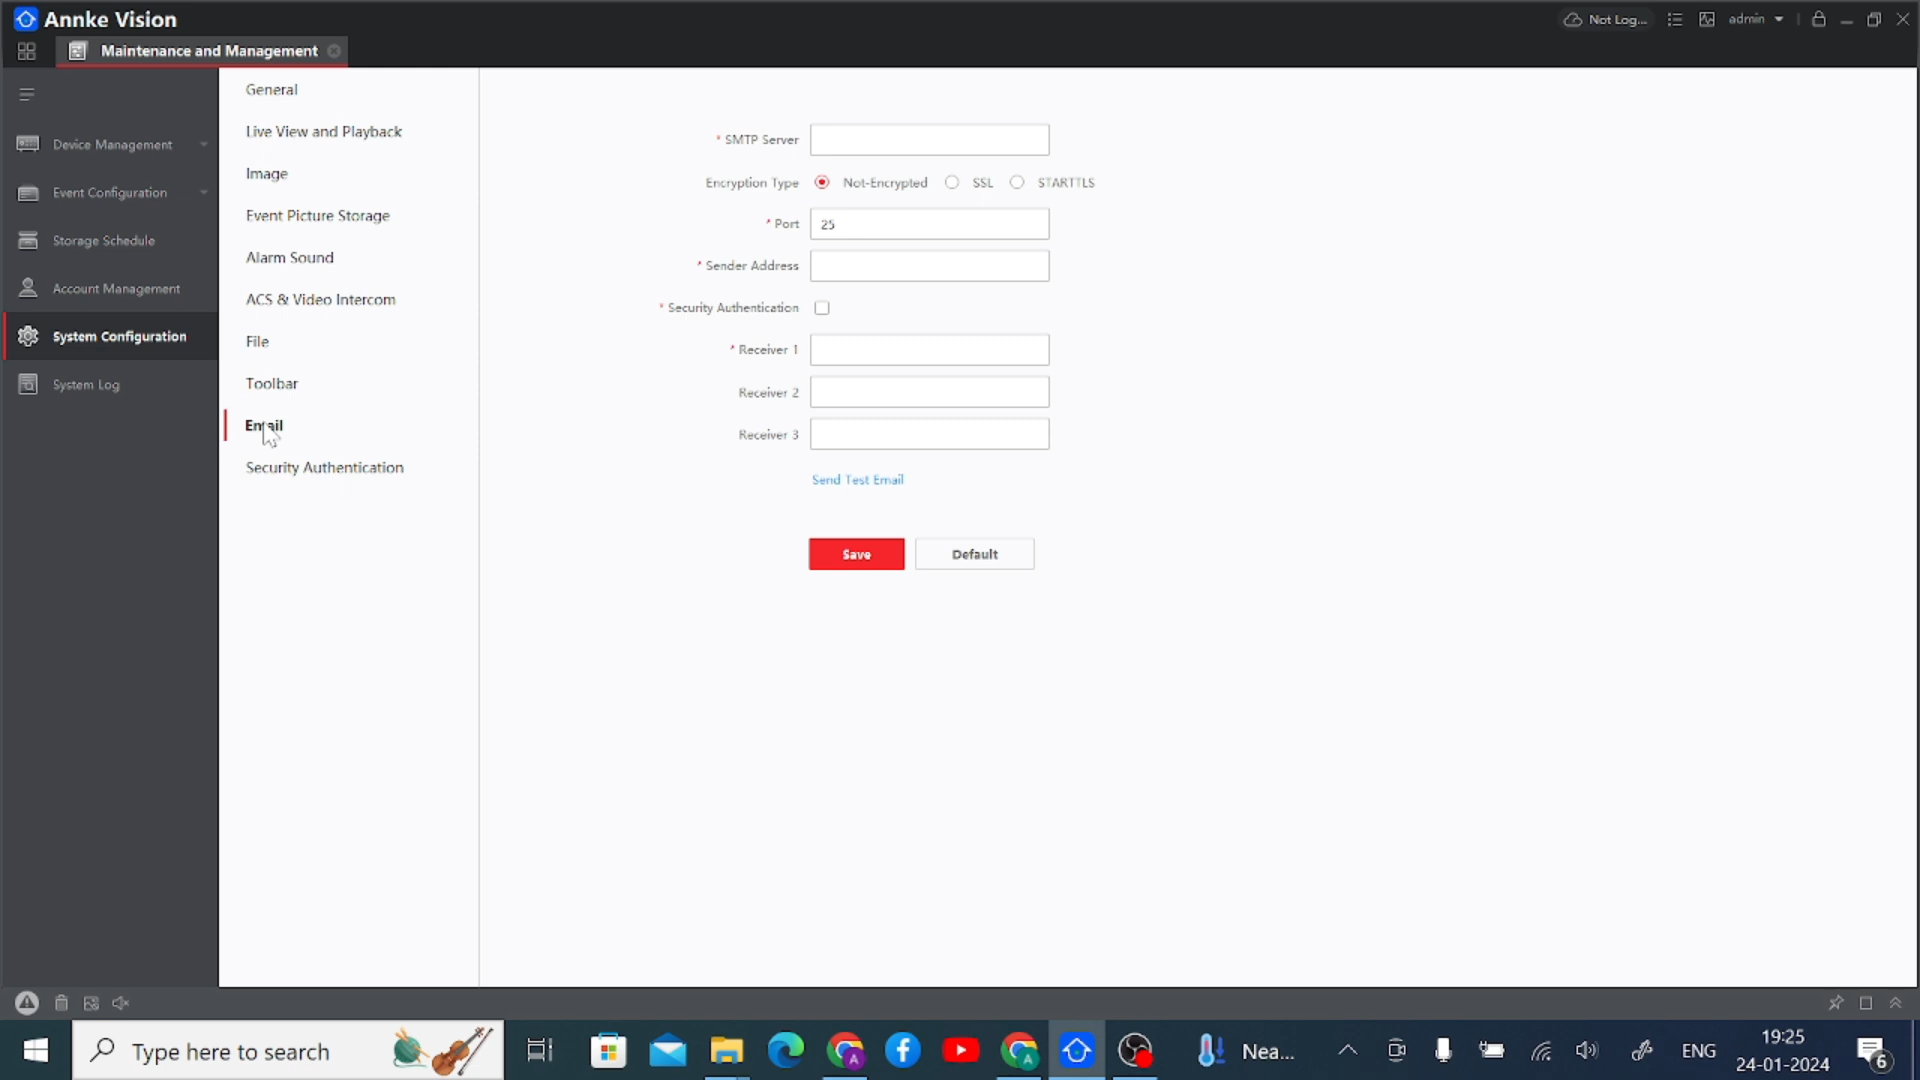 Annke Vision
Not Log...
admin
Maintenance and Management
Device Management
Event Configuration
Storage Schedule
Account Management
System Configuration
System Log
General
Live View and Playback
Image
Event Picture Storage
Alarm Sound
ACS & Video Intercom
File
Toolbar
Email
Security Authentication
* SMTP Server
Encryption Type Not-Encrypted SSL STARTTLS
* Port 25
* Sender Address
* Security Authentication
* Receiver 1
Receiver 2
Receiver 3
Send Test Email
Save Default
Type here to search
A
A
Nea...
ENG
19:25
24-01-2024
6